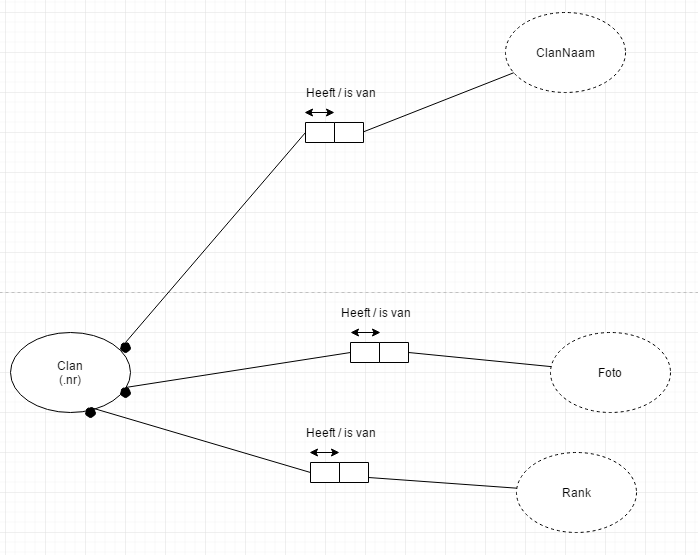 ClanNaam
Heeft / is van
Heeft / is van
Clan
(.nr)
Foto
Heeft / is van
Rank